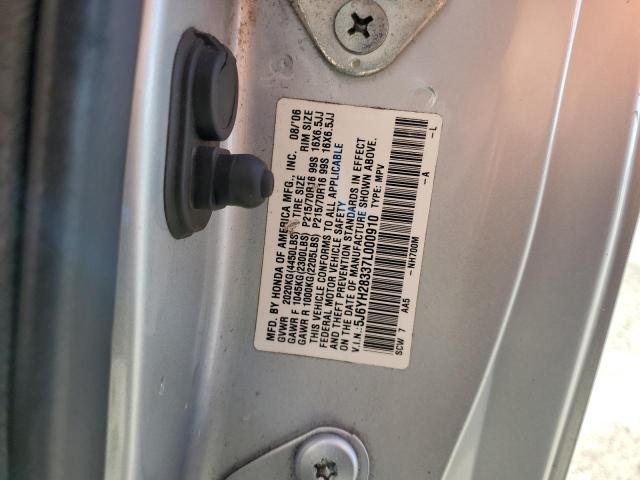 MFD. BY HONDA OF AMERICA MFG., INC. 08/'06
GVWR 2020KG(4450LBS) TIRE SIZE RIM SIZE
GAWR F 1045KG(2300LBS) P215/70R16 99S 16X6.5JJ
GAWR R 1000KG(2205LBS) P215/70R16 99S 16X6.5JJ
THIS VEHICLE CONFORMS TO ALL APPLICABLE
FEDERAL MOTOR VEHICLE SAFETY
AND THEFT PREVENTION STANDARDS IN EFFECT
ON THE DATE OF MANUFACTURE SHOWN ABOVE.
V.I.N.: 5J6YH28337L000910 TYPE: MPV
SCW 7 AA5 -NH700M -A -L